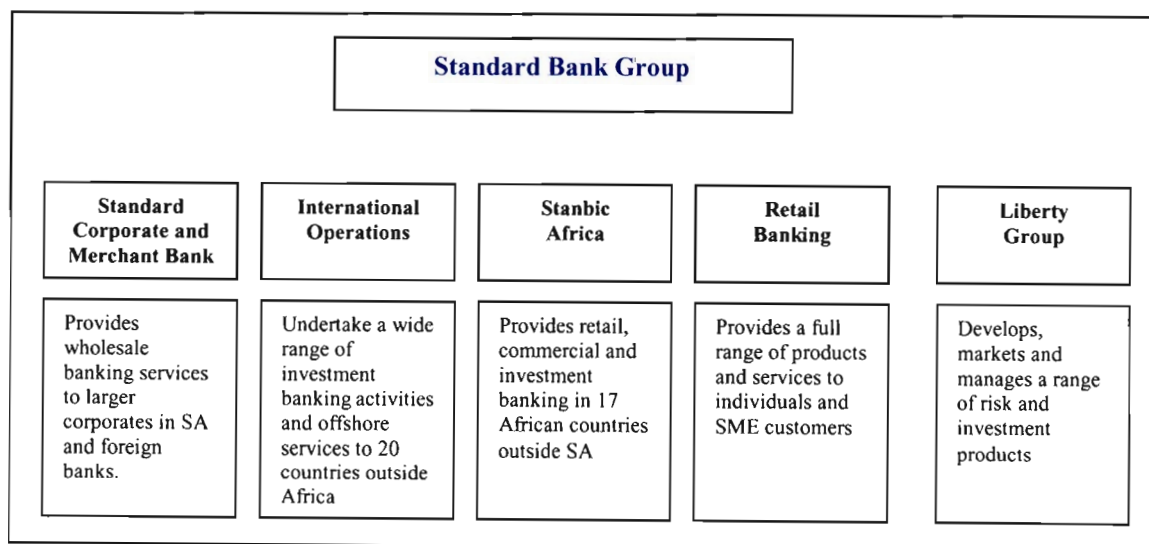 Standard Bank Group
Standard
Corporate and
Merchant Bank
Provides
wholesale
banking services
to larger
corporates in SA
and foreign
banks.
International
Operations
Undertake a wide
range of
investment
banking activities
and offshore
services to 20
countries outside
Africa
Stanbic
Africa
Provides retail,
commercial and
investment
banking in 17
African countries
outside SA
Retail
Banking
Provides a full
range of products
and services to
individuals and
SME customers
Liberty
Group
Develops,
markets and
manages a range
of risk and
investment
products